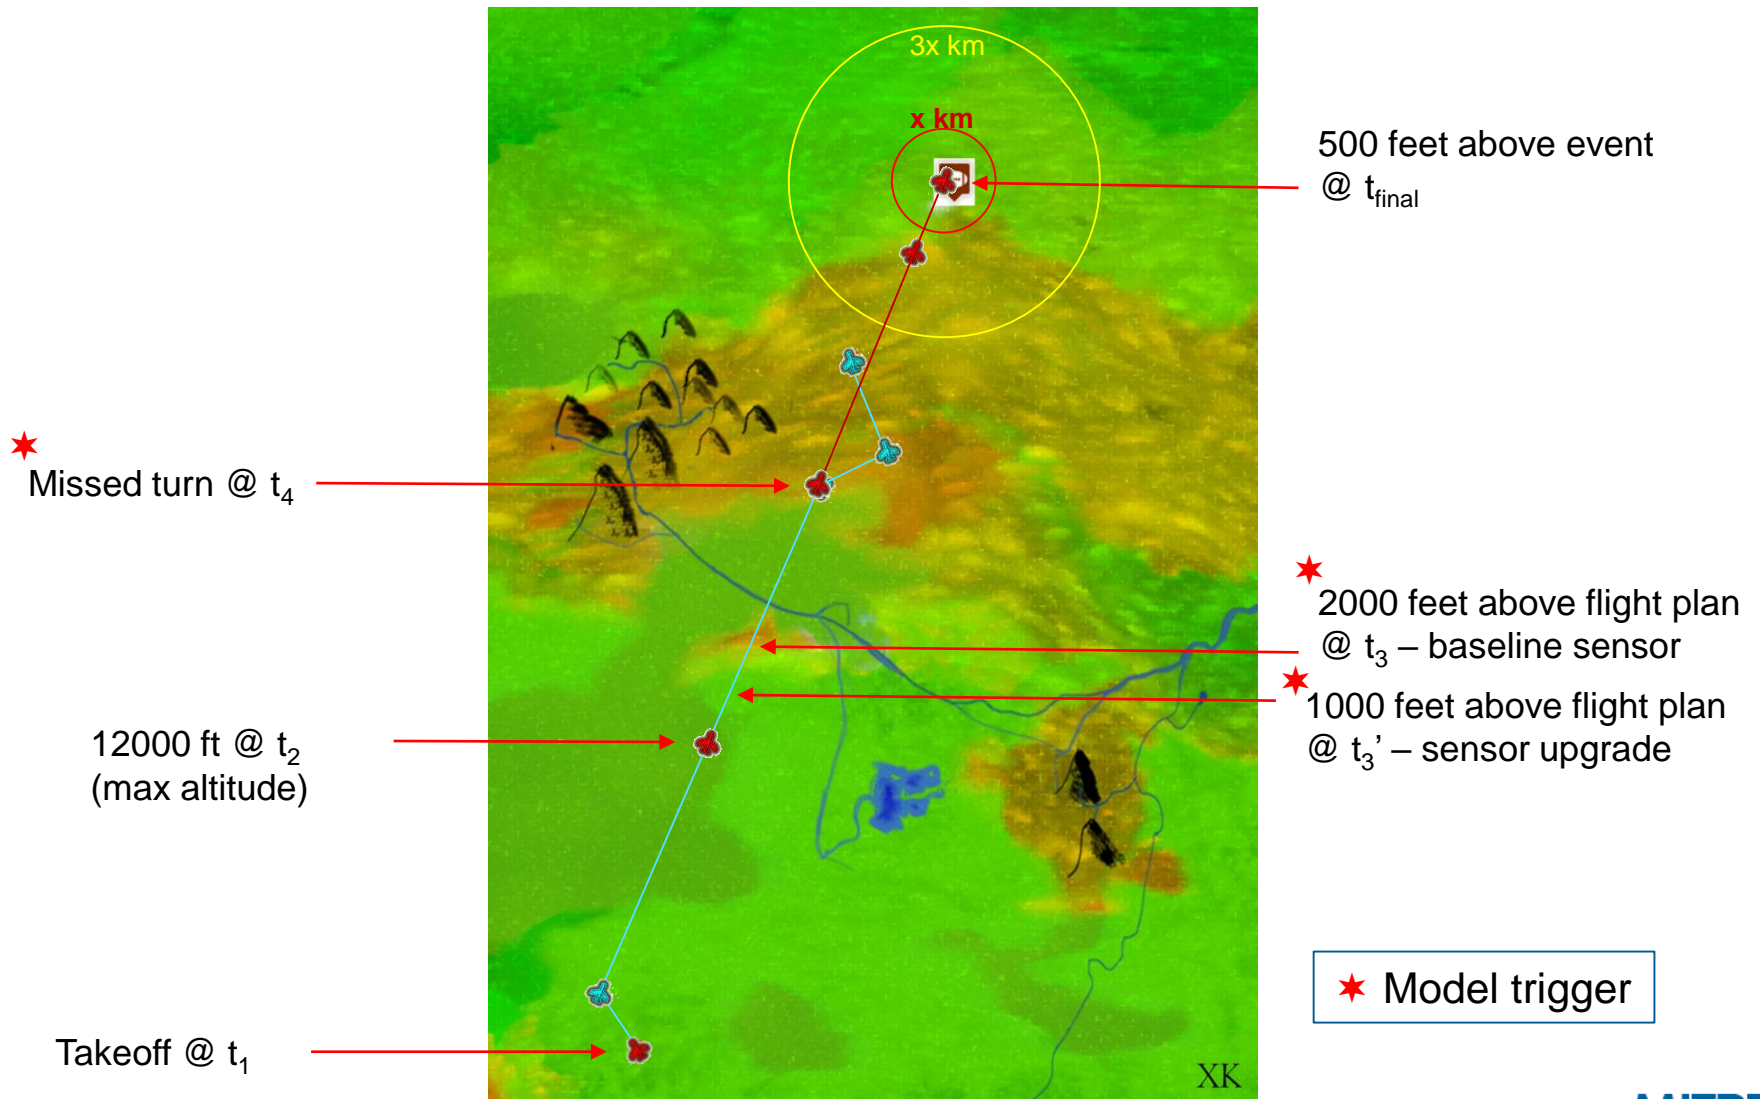 3x km
x km
500 feet above event
@ t_final
Missed turn @ t₄
2000 feet above flight plan
@ t₃ – baseline sensor
1000 feet above flight plan
@ t₃’ – sensor upgrade
12000 ft @ t₂
(max altitude)
Model trigger
Takeoff @ t₁
XK